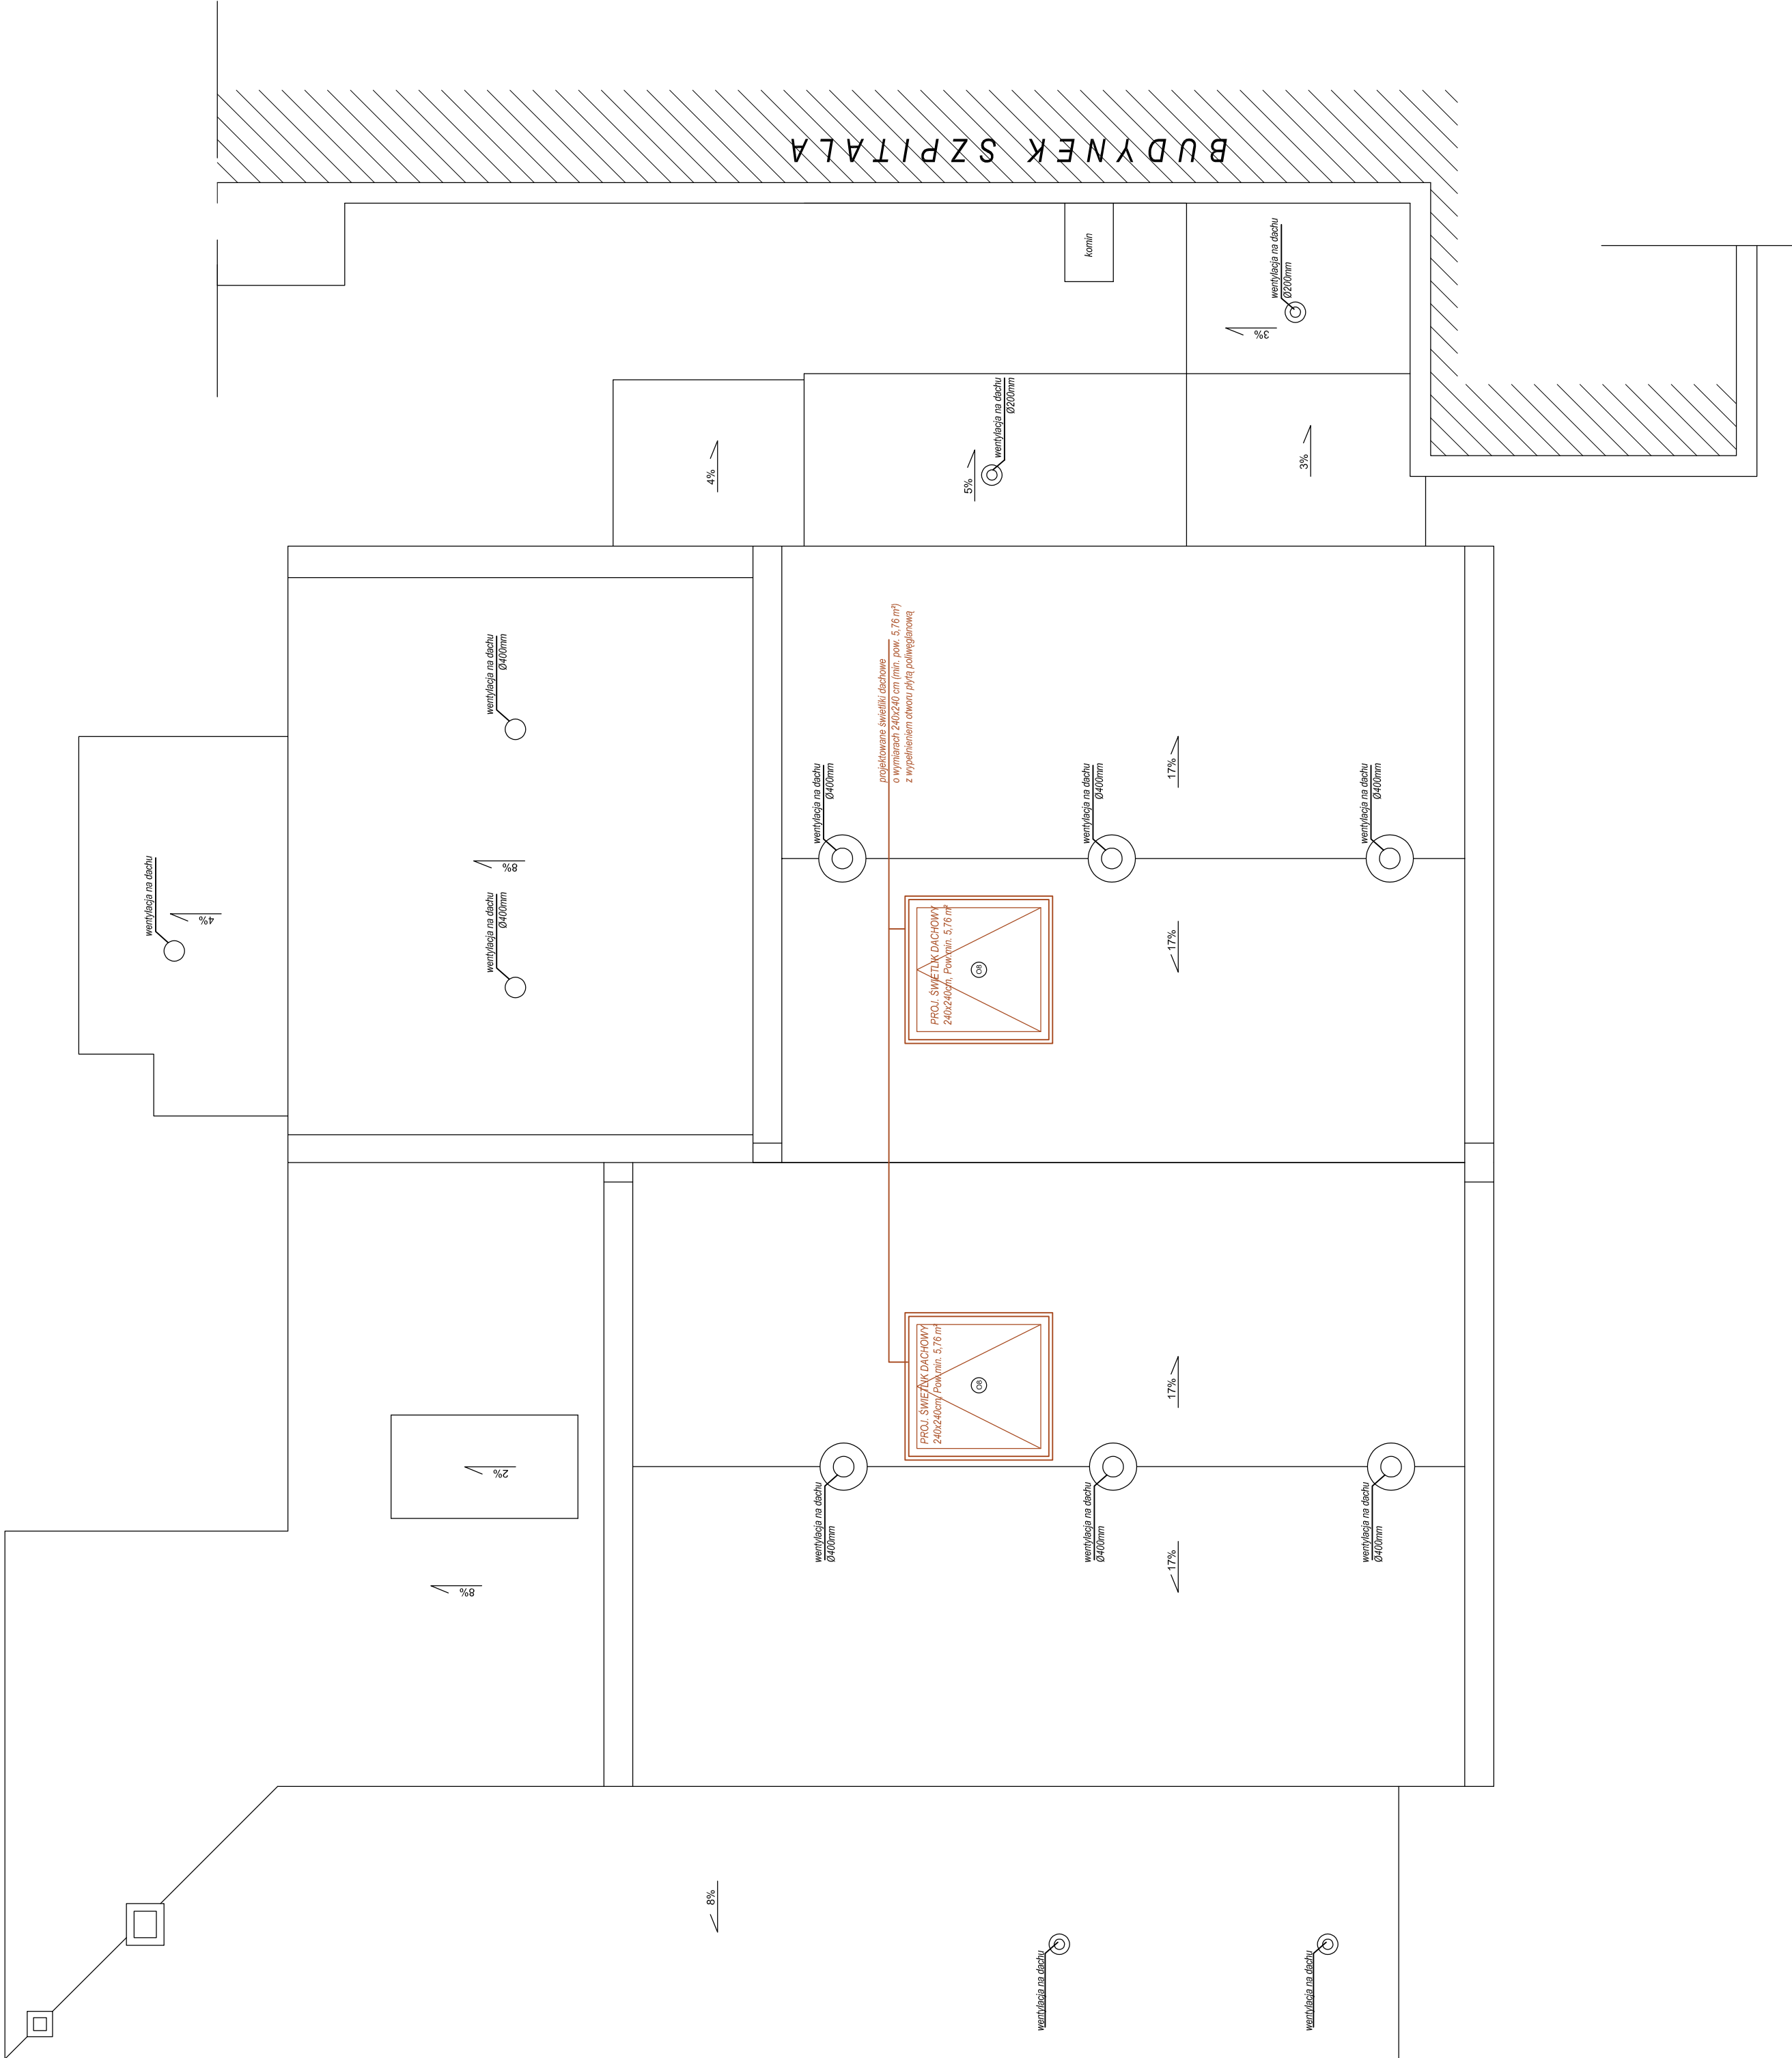 BUDYNEK SZPITALA
komin
wentylacja na dachu
Ø200mm
3%
wentylacja na dachu
Ø200mm
4%
5%
3%
wentylacja na dachu
Ø400mm
projektowane świetliki dachowe
o wymiarach 240x240 cm (min. pow. 5,76 m²)
z wypełnieniem otworu płytą poliwęglanową
wentylacja na dachu
Ø400mm
wentylacja na dachu
Ø400mm
17%
wentylacja na dachu
Ø400mm
wentylacja na dachu
4%
8%
wentylacja na dachu
Ø400mm
PROJ. ŚWIETLIK DACHOWY
240x240cm, Pow.min. 5,76 m²
O8
17%
PROJ. ŚWIETLIK DACHOWY
240x240cm, Pow.min. 5,76 m²
O8
17%
2%
8%
wentylacja na dachu
Ø400mm
wentylacja na dachu
Ø400mm
17%
wentylacja na dachu
Ø400mm
8%
wentylacja na dachu
wentylacja na dachu